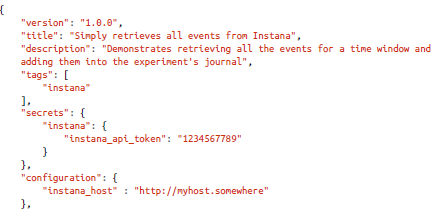 {
"version": "1.0.0",
"title": "Simply retrieves all events from Instana",
"description": "Demonstrates retrieving all the events for a time window and
adding them into the experiment's journal",
"tags": [
"instana"
],
"secrets": {
"instana": {
"instana_api_token": "1234567789"
}
},
"configuration": {
"instana_host" : "http://myhost.somewhere"
},